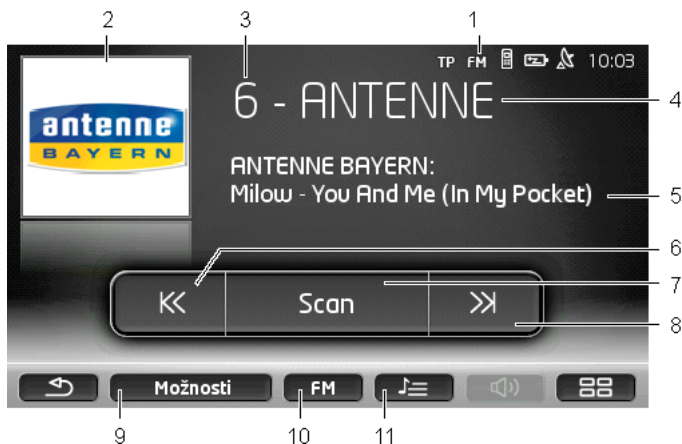 2
3
1
TP FM 10:03
6 - ANTENNE
4
antenne
BAYERN
ANTENNE BAYERN:
Milow - You And Me (In My Pocket)
5
6
Scan
7
8
Možnosti
FM
9
10
11